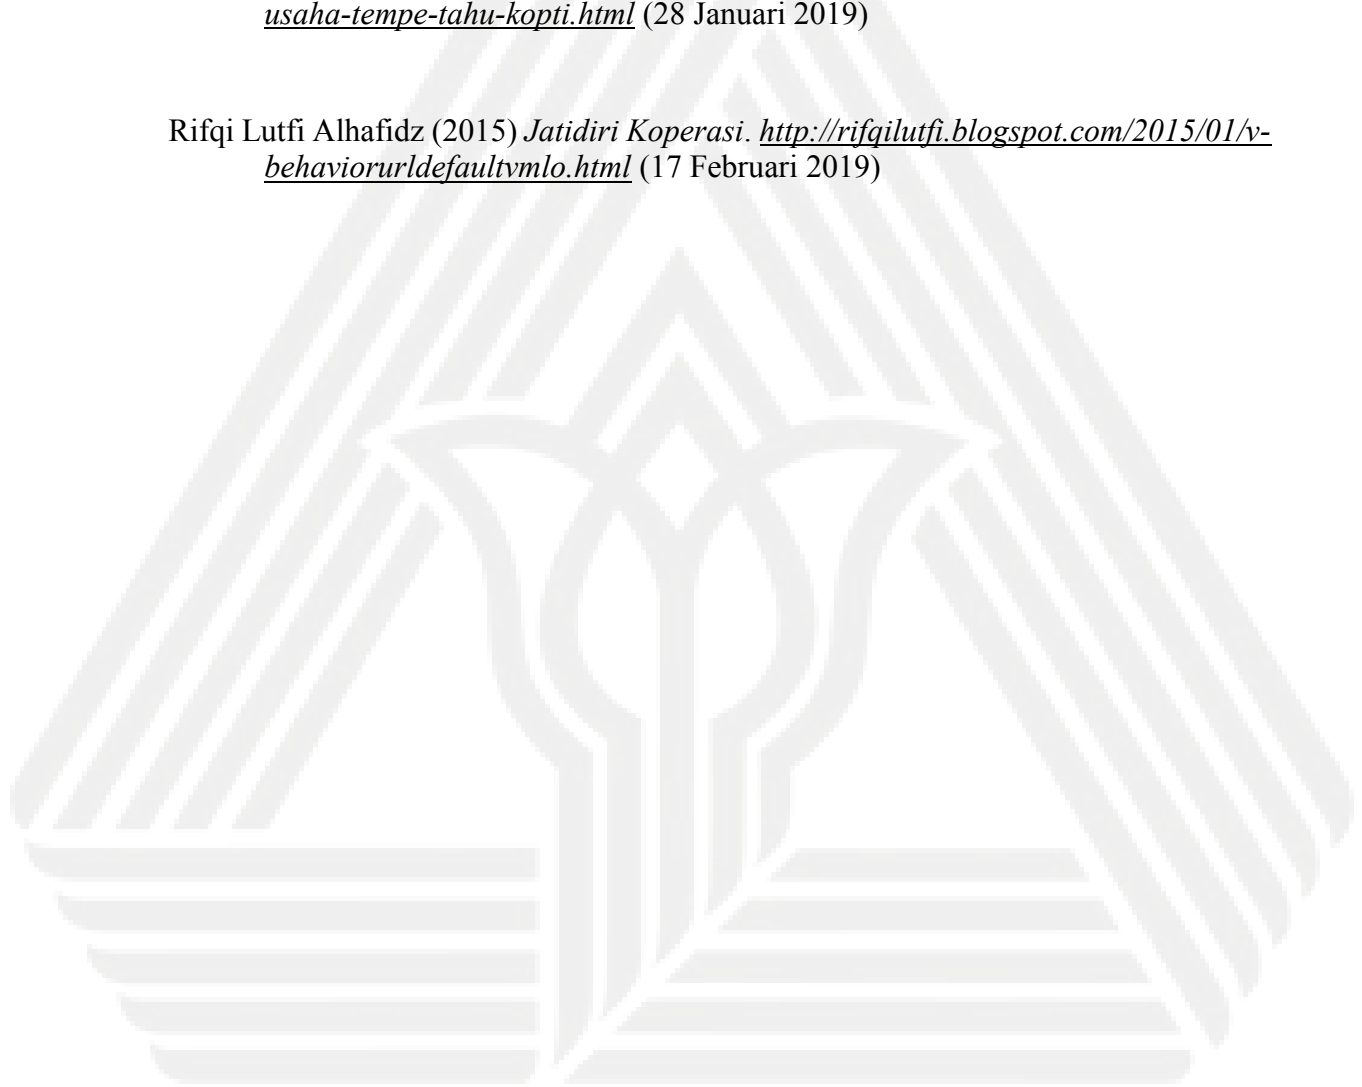 usaha-tempe-tahu-kopti.html (28 Januari 2019)
Rifqi Lutfi Alhafidz (2015) Jatidiri Koperasi. http://rifqilutfi.blogspot.com/2015/01/v-
behaviorurldefaultvmlo.html (17 Februari 2019)